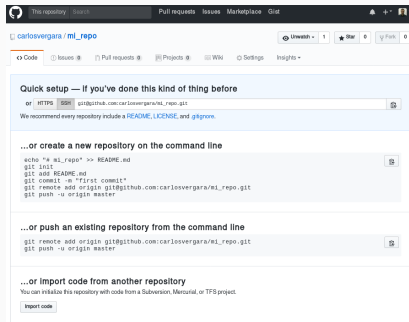 This repository Search Pull requests Issues Marketplace Gist
carlosvergara / mi_repo Unwatch 1 Star 0 Fork 0
Code Issues 0 Pull requests 0 Projects 0 Wiki Settings Insights
Quick setup — if you've done this kind of thing before
or HTTPS SSH git@github.com:carlosvergara/mi_repo.git
We recommend every repository include a README, LICENSE, and .gitignore.
…or create a new repository on the command line
echo "# mi_repo" >> README.md
git init
git add README.md
git commit -m "first commit"
git remote add origin git@github.com:carlosvergara/mi_repo.git
git push -u origin master
…or push an existing repository from the command line
git remote add origin git@github.com:carlosvergara/mi_repo.git
git push -u origin master
…or import code from another repository
You can initialize this repository with code from a Subversion, Mercurial, or TFS project.
Import code